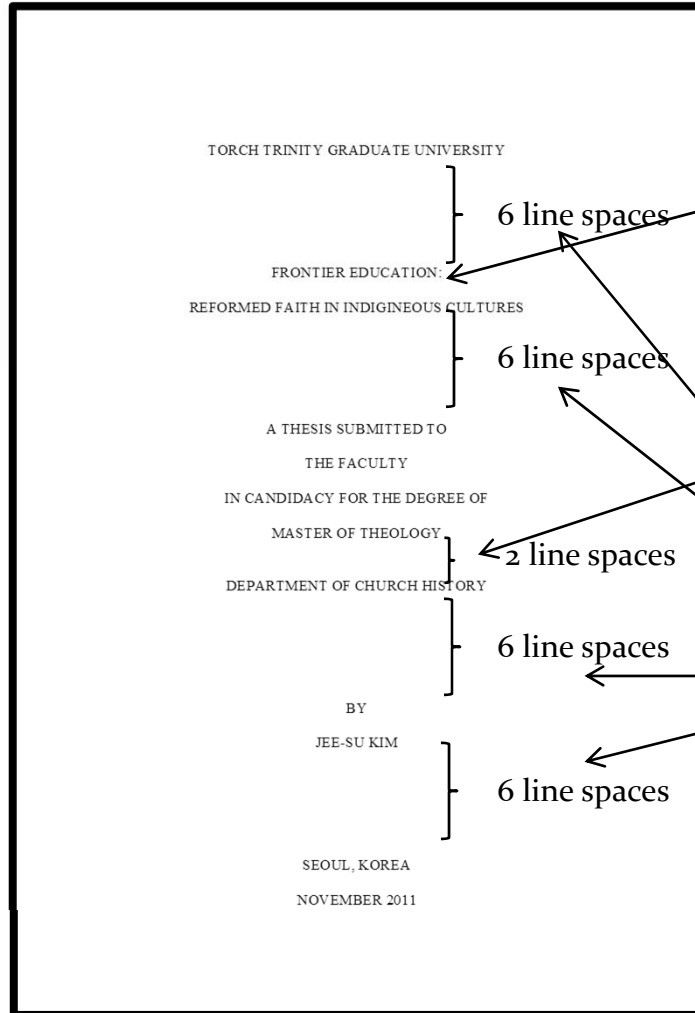 TORCH TRINITY GRADUATE UNIVERSITY
6 line spaces
FRONTIER EDUCATION:
REFORMED FAITH IN INDIGINEOUS CULTURES
6 line spaces
A THESIS SUBMITTED TO
THE FACULTY
IN CANDIDACY FOR THE DEGREE OF
MASTER OF THEOLOGY
2 line spaces
DEPARTMENT OF CHURCH HISTORY
6 line spaces
BY
JEE-SU KIM
6 line spaces
SEOUL, KOREA
NOVEMBER 2011